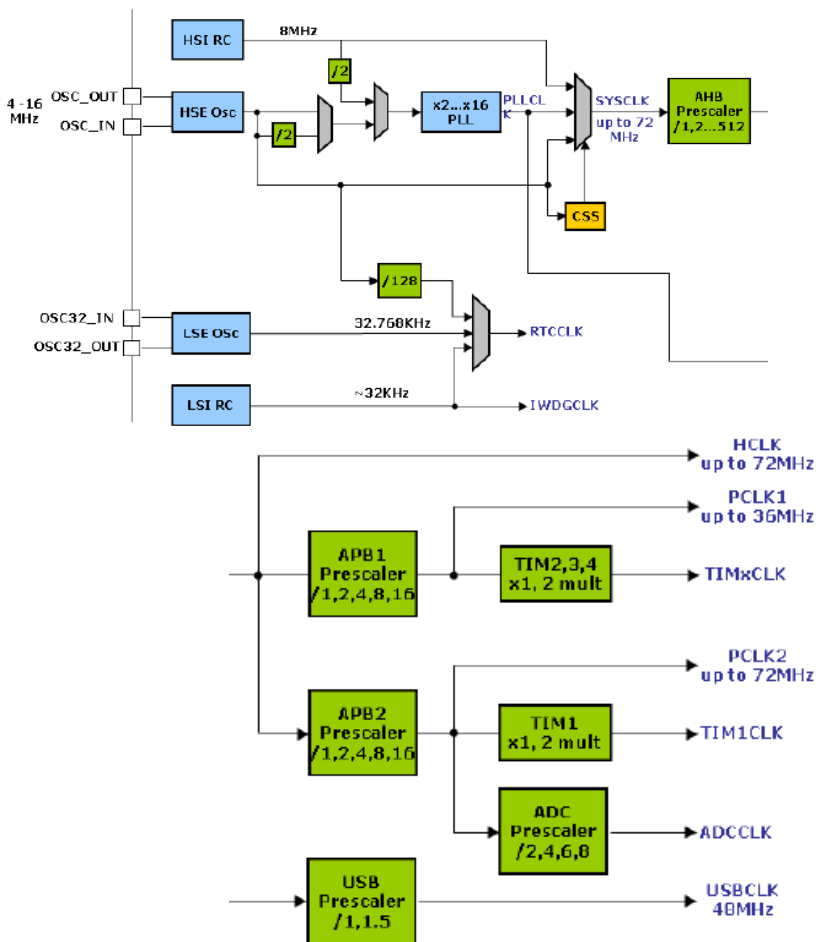 HSI RC
8MHz
/2
4 -16
MHz
OSC_OUT
OSC_IN
HSE Osc
/2
x2...x16
PLL
PLLCL
K
SYSCLK
up to 72
MHz
AHB
Prescaler
/1,2...512
CSS
/128
OSC32_IN
OSC32_OUT
LSE OSc
32.768KHz
RTCCLK
LSI RC
~32KHz
IWDGCLK
HCLK
up to 72MHz
PCLK1
up to 36MHz
APB1
Prescaler
/1,2,4,8,16
TIM2,3,4
x1, 2 mult
TIMxCLK
PCLK2
up to 72MHz
APB2
Prescaler
/1,2,4,8,16
TIM1
x1, 2 mult
TIM1CLK
ADC
Prescaler
/2,4,6,8
ADCCLK
USB
Prescaler
/1,1.5
USBCLK
48MHz